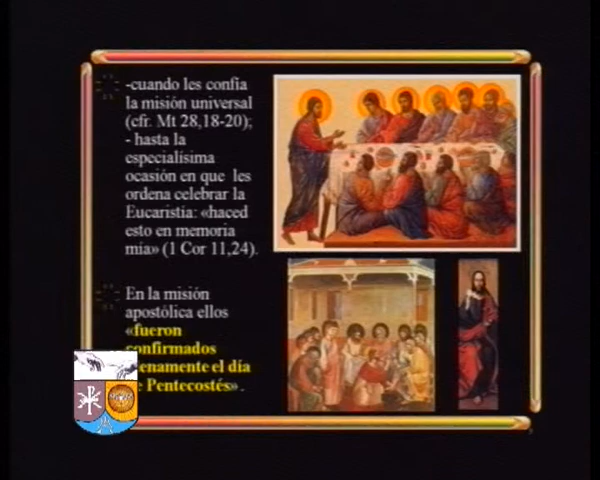 -cuando les confía
la misión universal
(cfr. Mt 28,18-20);
- hasta la
especialísima
ocasión en que les
ordena celebrar la
Eucaristía: «haced
esto en memoria
mía» (1 Cor 11,24).
En la misión
apostólica ellos
«fueron
confirmados
plenamente el día
de Pentecostés».